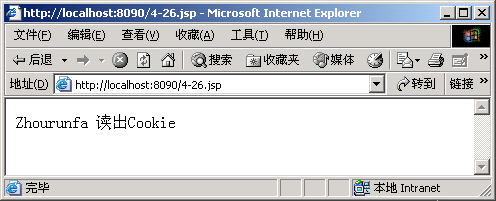 http://localhost:8090/4-26.jsp - Microsoft Internet Explorer
文件(F) 编辑(E) 查看(V) 收藏(A) 工具(T) 帮助(H)
后退 搜索 收藏夹 媒体 »
地址(D) http://localhost:8090/4-26.jsp 转到 链接 »
Zhourunfa 读出Cookie
完毕 本地 Intranet